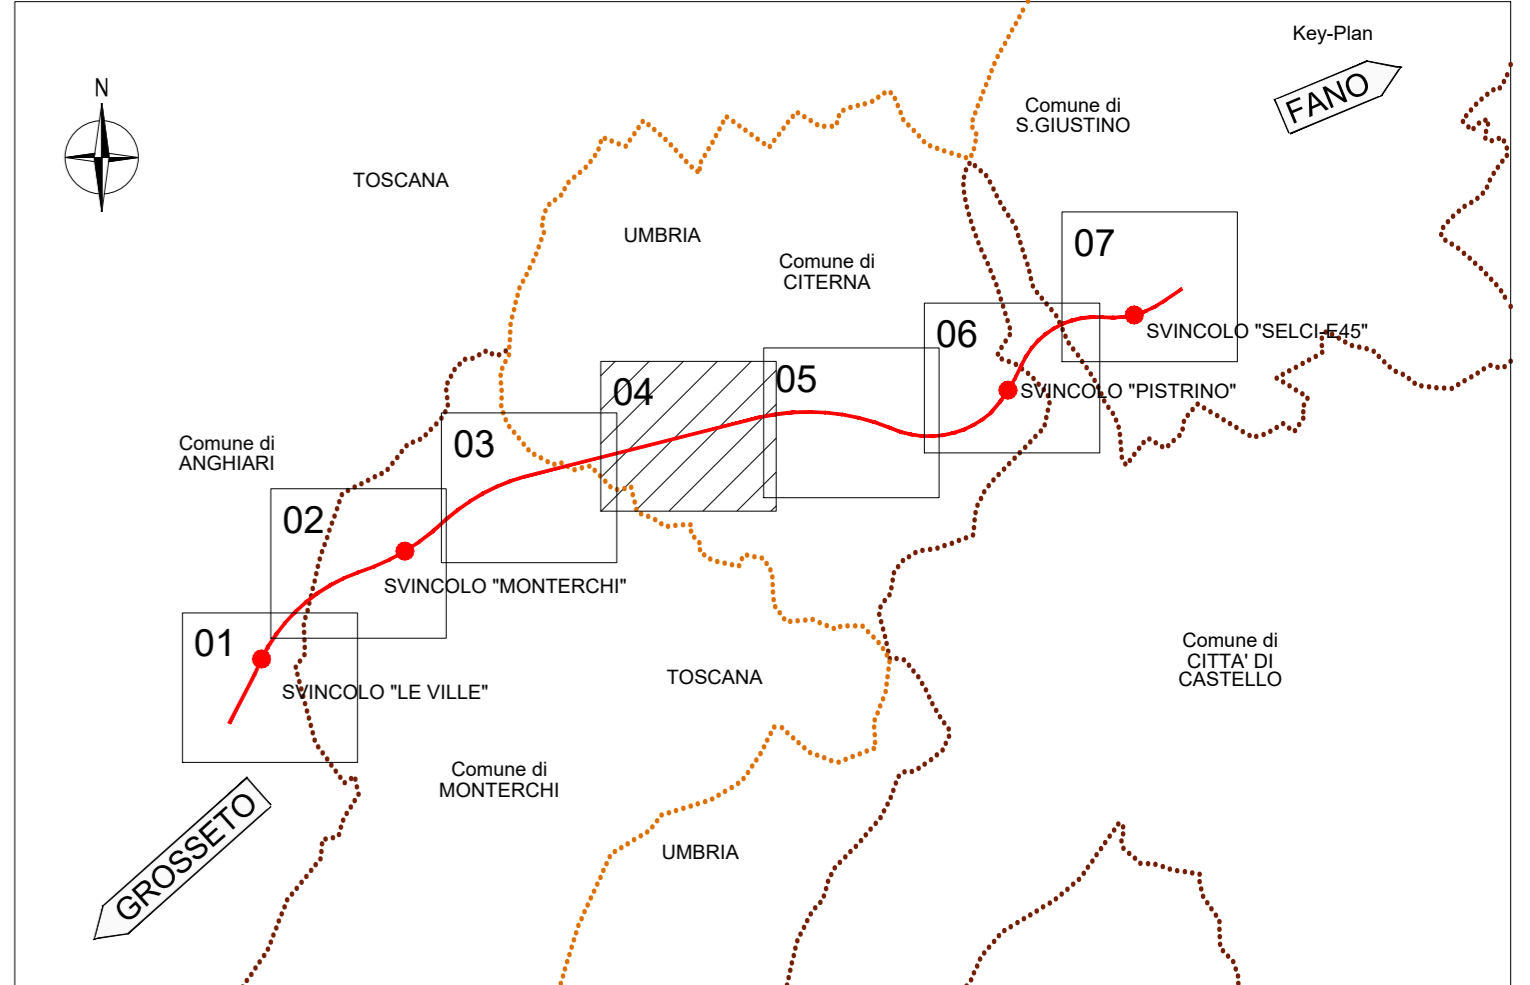 Key-Plan
N
FANO
Comune di
S.GIUSTINO
TOSCANA
UMBRIA
Comune di
CITERNA
07
SVINCOLO "SELCI-E45"
06
05
04
SVINCOLO "PISTRINO"
03
Comune di
ANGHIARI
02
SVINCOLO "MONTERCHI"
01
SVINCOLO "LE VILLE"
TOSCANA
Comune di
CITTA' DI
CASTELLO
Comune di
MONTERCHI
GROSSETO
UMBRIA